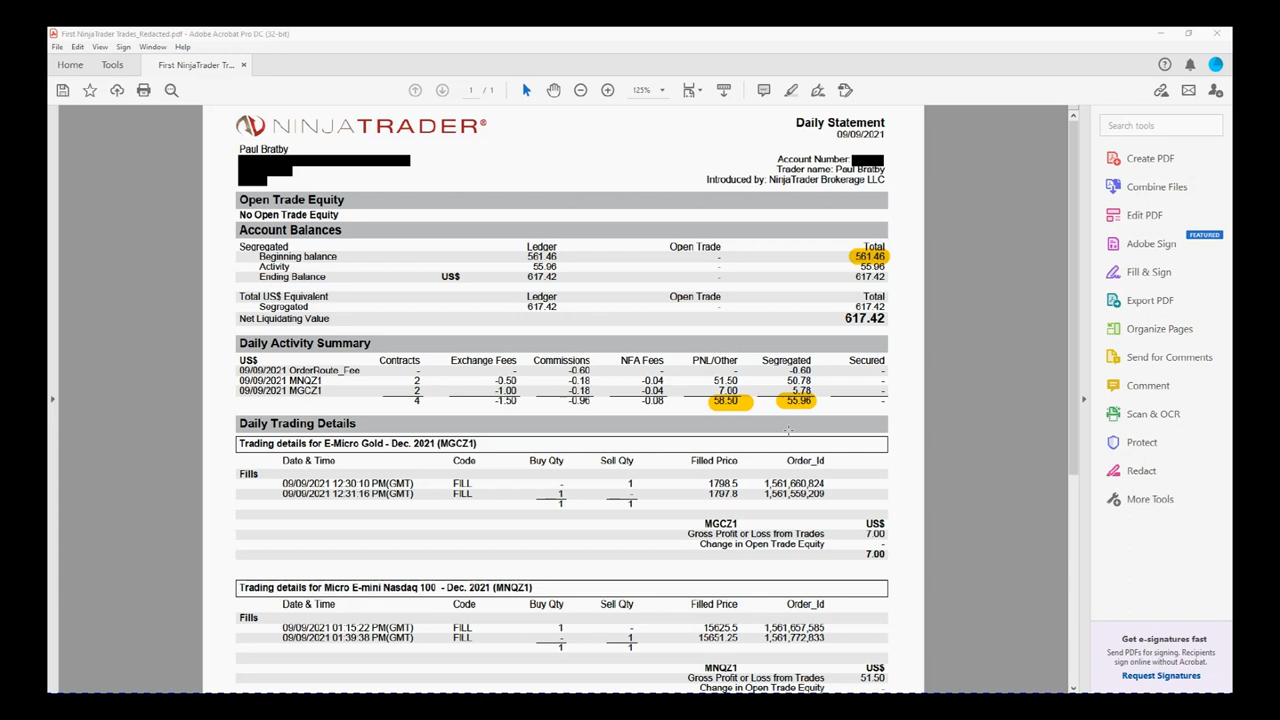 First NinjaTrader Trades_Redacted.pdf - Adobe Acrobat Pro DC (32-bit)
File Edit View Sign Window Help
Home Tools First NinjaTrader Tr... ×
1 / 1 125%
NINJATRADER®
Daily Statement
09/09/2021
Paul Bratby
Account Number:
Trader name: Paul Bratby
Introduced by: NinjaTrader Brokerage LLC
Open Trade Equity
No Open Trade Equity
Account Balances
Segregated Ledger Open Trade Total
Beginning balance 561.46 - 561.46
Activity 55.96 - 55.96
Ending Balance US$ 617.42 - 617.42
Total US$ Equivalent Ledger Open Trade Total
Segregated 617.42 - 617.42
Net Liquidating Value 617.42
Daily Activity Summary
US$ Contracts Exchange Fees Commissions NFA Fees PNL/Other Segregated Secured
09/09/2021 OrderRoute_Fee - - -0.60 - - -0.60 -
09/09/2021 MNQZ1 2 -0.50 -0.18 -0.04 51.50 50.78 -
09/09/2021 MGCZ1 2 -1.00 -0.18 -0.04 7.00 5.78 -
4 -1.50 -0.96 -0.08 58.50 55.96 -
Daily Trading Details
Trading details for E-Micro Gold - Dec. 2021 (MGCZ1)
Date & Time Code Buy Qty Sell Qty Filled Price Order_Id
Fills
09/09/2021 12:30:10 PM(GMT) FILL - 1 1798.5 1,561,660,824
09/09/2021 12:31:16 PM(GMT) FILL 1 - 1797.8 1,561,559,209
1 1
MGCZ1 US$
Gross Profit or Loss from Trades 7.00
Change in Open Trade Equity -
7.00
Trading details for Micro E-mini Nasdaq 100 - Dec. 2021 (MNQZ1)
Date & Time Code Buy Qty Sell Qty Filled Price Order_Id
Fills
09/09/2021 01:15:22 PM(GMT) FILL 1 - 15625.5 1,561,657,585
09/09/2021 01:39:38 PM(GMT) FILL - 1 15651.25 1,561,772,833
1 1
MNQZ1 US$
Gross Profit or Loss from Trades 51.50
Change in Open Trade Equity -
Search tools
Create PDF
Combine Files
Edit PDF
Adobe Sign FEATURED
Fill & Sign
Export PDF
Organize Pages
Send for Comments
Comment
Scan & OCR
Protect
Redact
More Tools
Get e-signatures fast
Send PDFs for signing. Recipients
sign online without Acrobat.
Request Signatures